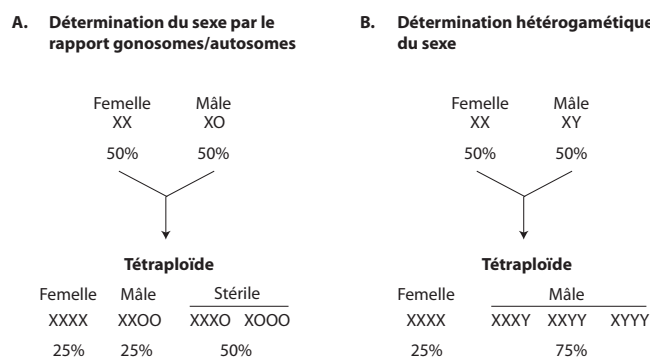 A. Détermination du sexe par le
rapport gonosomes/autosomes
Femelle Mâle
XX XO
50% 50%
Tétraploïde
Femelle Mâle Stérile
XXXX XXOO XXXO XOOO
25% 25% 50%
B. Détermination hétérogamétique
du sexe
Femelle Mâle
XX XY
50% 50%
Tétraploïde
Femelle Mâle
XXXX XXXY XXYY XYYY
25% 75%